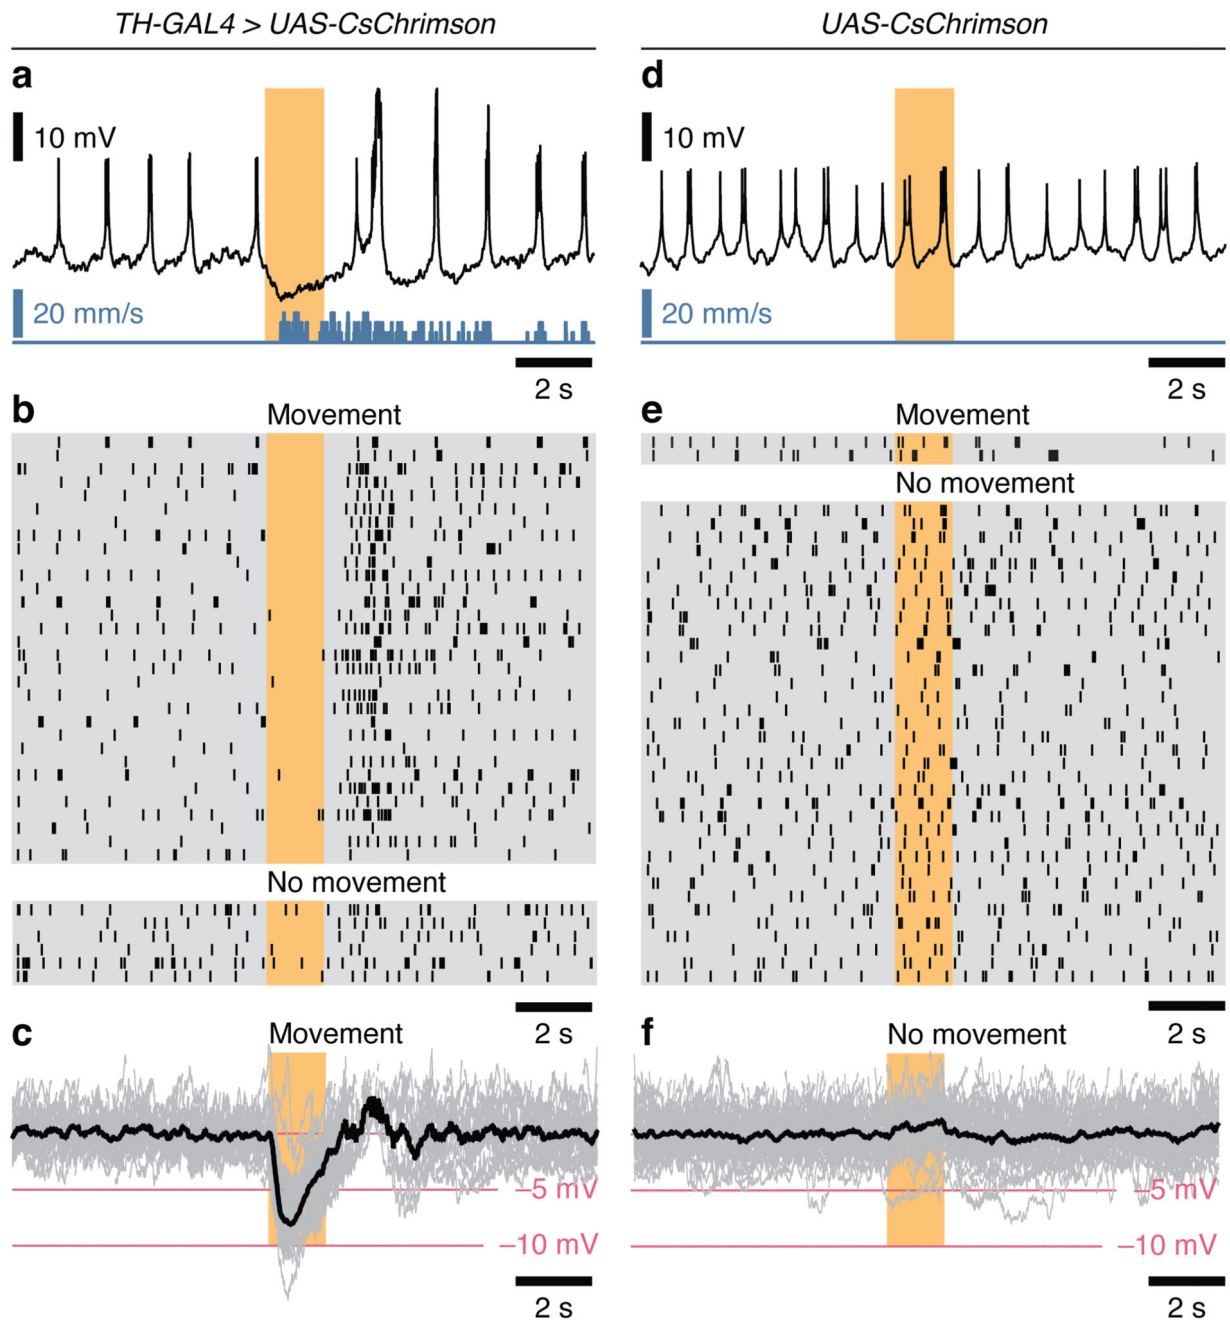 TH-GAL4 > UAS-CsChrimson
UAS-CsChrimson
a
10 mV
20 mm/s
2 s
d
10 mV
20 mm/s
2 s
b
Movement
No movement
2 s
e
Movement
No movement
2 s
c
Movement
–5 mV
–10 mV
2 s
f
No movement
–5 mV
–10 mV
2 s